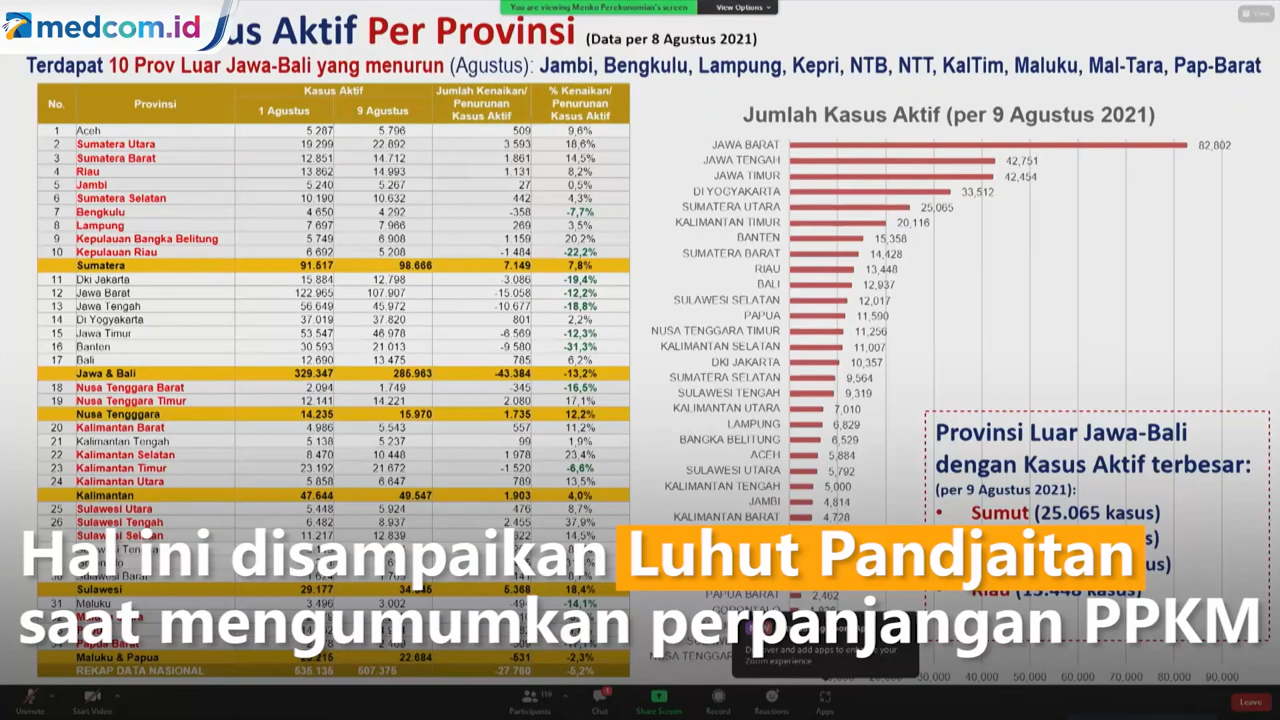 You are viewing Menko Perekonomian's screen
View Options
View
medcom.id
us Aktif Per Provinsi (Data per 8 Agustus 2021)
Terdapat 10 Prov Luar Jawa-Bali yang menurun (Agustus): Jambi, Bengkulu, Lampung, Kepri, NTB, NTT, KalTim, Maluku, Mal-Tara, Pap-Barat
No. Provinsi Kasus Aktif 1 Agustus 9 Agustus Jumlah Kenaikan/ Penurunan Kasus Aktif % Kenaikan/ Penurunan Kasus Aktif
1 Aceh 5.287 5.796 509 9,6%
2 Sumatera Utara 19.299 22.892 3.593 18,6%
3 Sumatera Barat 12.851 14.712 1.861 14,5%
4 Riau 13.862 14.993 1.131 8,2%
5 Jambi 5.240 5.267 27 0,5%
6 Sumatera Selatan 10.190 10.632 442 4,3%
7 Bengkulu 4.650 4.292 -358 -7,7%
8 Lampung 7.697 7.966 269 3,5%
9 Kepulauan Bangka Belitung 5.749 6.908 1.159 20,2%
10 Kepulauan Riau 6.692 5.208 -1.484 -22,2%
Sumatera 91.517 98.666 7.149 7,8%
11 Dki Jakarta 15.884 12.798 -3.086 -19,4%
12 Jawa Barat 122.965 107.907 -15.058 -12,2%
13 Jawa Tengah 56.649 45.972 -10.677 -18,8%
14 Di Yogyakarta 37.019 37.820 801 2,2%
15 Jawa Timur 53.547 46.978 -6.569 -12,3%
16 Banten 30.593 21.013 -9.580 -31,3%
17 Bali 12.690 13.475 785 6,2%
Jawa & Bali 329.347 285.963 -43.384 -13,2%
18 Nusa Tenggara Barat 2.094 1.749 -345 -16,5%
19 Nusa Tenggara Timur 12.141 14.221 2.080 17,1%
Nusa Tengggara 14.235 15.970 1.735 12,2%
20 Kalimantan Barat 4.986 5.543 557 11,2%
21 Kalimantan Tengah 5.138 5.237 99 1,9%
22 Kalimantan Selatan 8.470 10.448 1.978 23,4%
23 Kalimantan Timur 23.192 21.672 -1.520 -6,6%
24 Kalimantan Utara 5.858 6.647 789 13,5%
Kalimantan 47.644 49.547 1.903 4,0%
25 Sulawesi Utara 5.448 5.924 476 8,7%
26 Sulawesi Tengah 6.482 8.937 2.455 37,9%
Sulawesi Selatan 11.217 12.839 14,5%
Sulawesi 29.177 5.368 18,4%
31 Maluku 3.496 3.002 -14,1%
Maluku & Papua 22.684 -531 -2,3%
REKAP DATA NASIONAL 507.375 -27.760 -5,2%
Jumlah Kasus Aktif (per 9 Agustus 2021)
JAWA BARAT 82,802
JAWA TENGAH 42,751
JAWA TIMUR 42,454
DI YOGYAKARTA 33,512
SUMATERA UTARA 25,065
KALIMANTAN TIMUR 20,116
BANTEN 15,358
SUMATERA BARAT 14,428
RIAU 13,448
BALI 12,937
SULAWESI SELATAN 12,017
PAPUA 11,590
NUSA TENGGARA TIMUR 11,256
KALIMANTAN SELATAN 11,007
DKI JAKARTA 10,357
SUMATERA SELATAN 9,564
SULAWESI TENGAH 9,319
KALIMANTAN UTARA 7,010
LAMPUNG 6,829
BANGKA BELITUNG 6,529
ACEH 5,884
SULAWESI UTARA 5,792
KALIMANTAN TENGAH 5,000
JAMBI 4,814
KALIMANTAN BARAT 4,728
PAPUA BARAT 2,462
30,000 40,000 50,000 60,000 70,000 80,000 90,000
Provinsi Luar Jawa-Bali
dengan Kasus Aktif terbesar:
(per 9 Agustus 2021):
• Sumut (25.065 kasus)
Hal ini disampaikan Luhut Pandjaitan
saat mengumumkan perpanjangan PPKM
Zoom experience
Unmute Start Video Participants 119 Chat 1 Share Screen Record Reactions Apps Leave